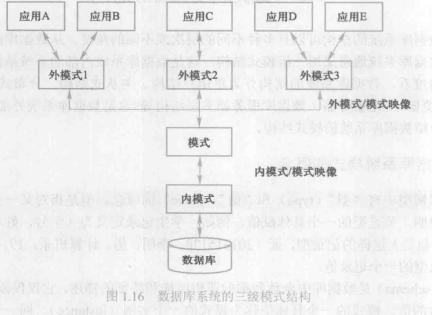 应用A
应用B
应用C
应用D
应用E
外模式1
外模式2
外模式3
外模式/模式映像
模式
内模式/模式映像
内模式
数据库
图 1.16 数据库系统的三级模式结构